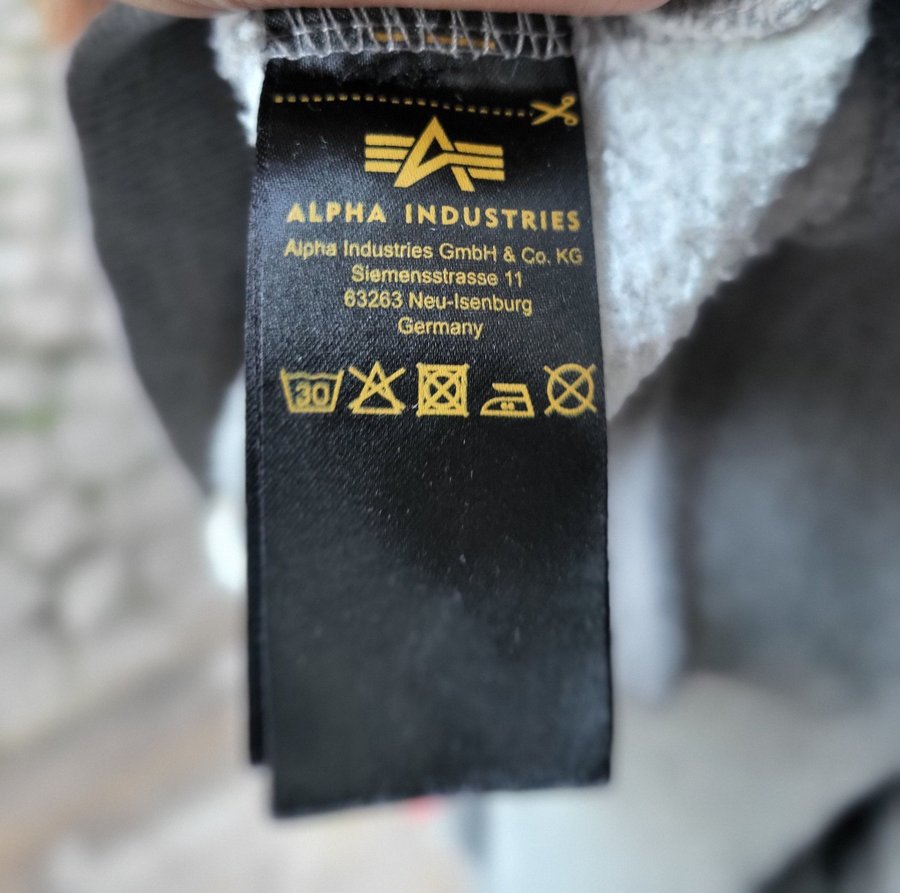 ALPHA INDUSTRIES
Alpha Industries GmbH & Co. KG
Siemensstrasse 11
63263 Neu-Isenburg
Germany
30